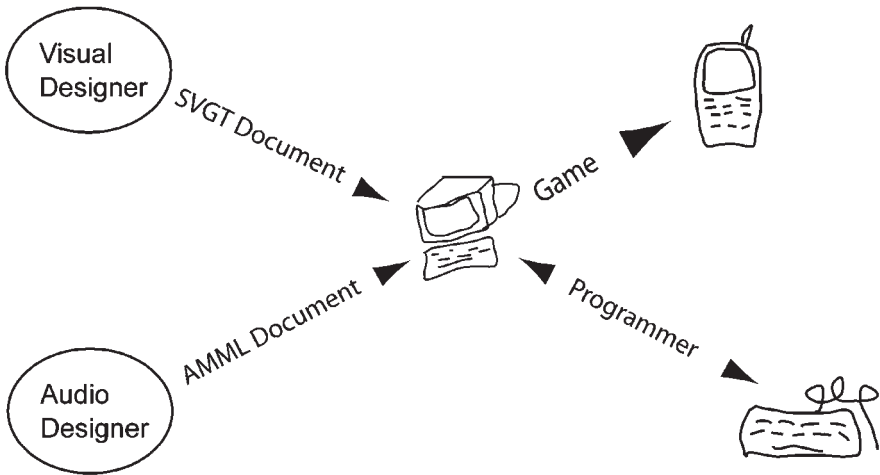 Visual
Designer
SVGT Document
Game
AMML Document
Programmer
Audio
Designer